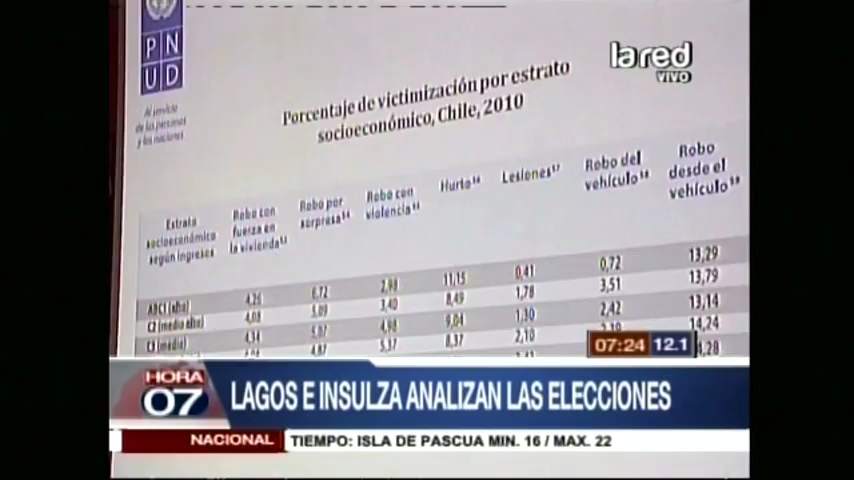 PN
UD
Al servicio
de las personas
y las naciones
la red
VIVO
Porcentaje de victimización por estrato
socioeconómico, Chile, 2010
Estrato
socioeconómico
según ingresos
Robo con
fuerza en
la vivienda
Robo por
sorpresa
Robo con
violencia
Hurto
Lesiones
Robo del
vehículo
Robo
desde el
vehículo
ABC1 (alto) 4,26 6,72 2,98 11,15 0,41 0,72 13,29
C2 (medio alto) 4,08 5,09 3,40 8,49 1,78 3,51 13,79
C3 (medio) 4,34 5,87 4,98 9,04 1,30 2,42 13,14
4,87 5,37 8,37 2,10 14,24
07:24 12.1
HORA
07
LAGOS E INSULZA ANALIZAN LAS ELECCIONES
NACIONAL TIEMPO: ISLA DE PASCUA MIN. 16 / MAX. 22